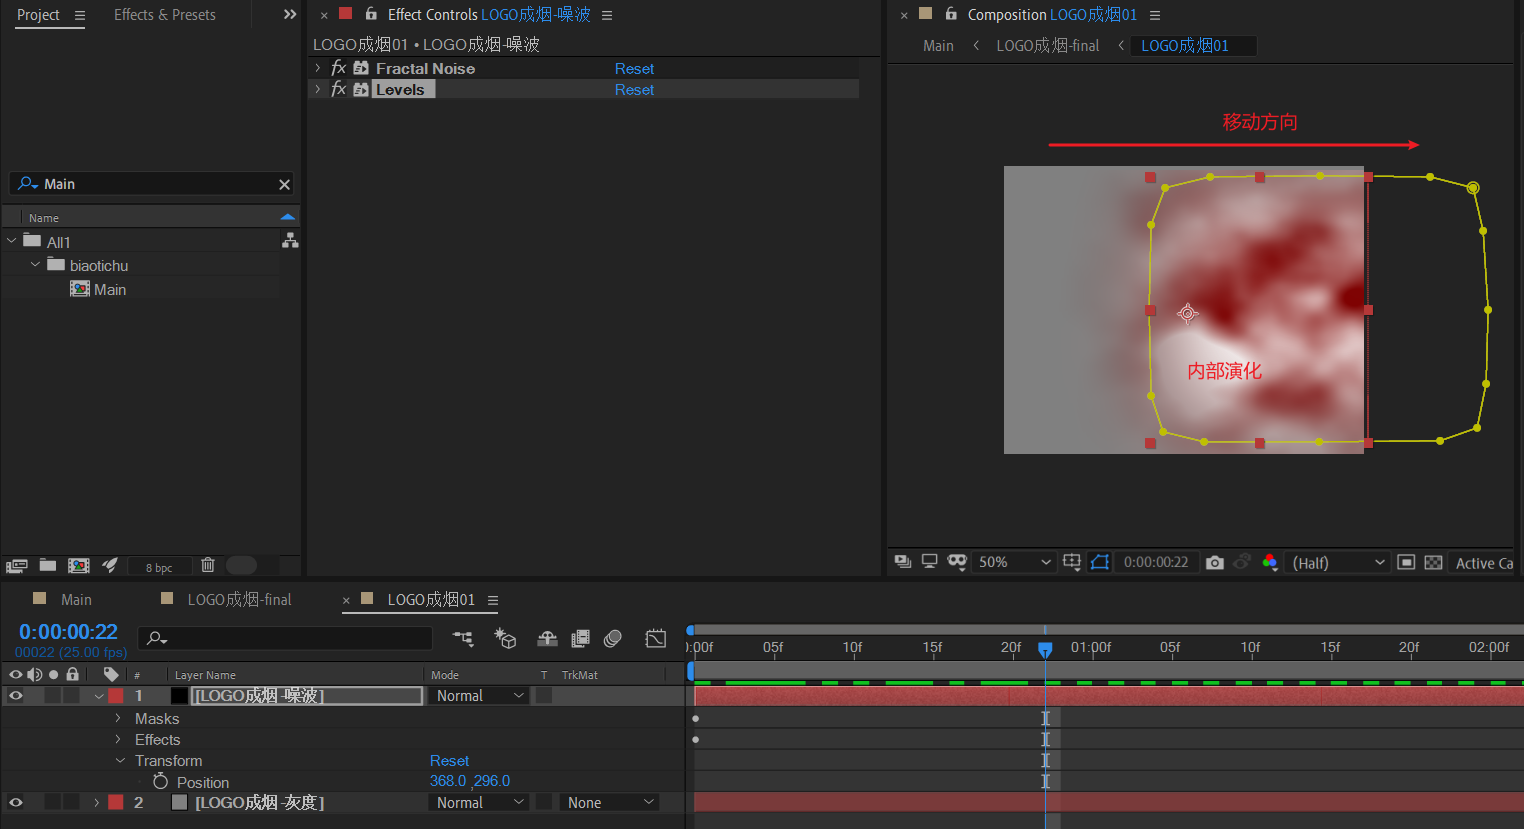 Project
Effects & Presets
Effect Controls LOGO成烟-噪波
LOGO成烟01 • LOGO成烟-噪波
fx Fractal Noise Reset
fx Levels Reset
Composition LOGO成烟01
Main
LOGO成烟-final
LOGO成烟01
移动方向
内部演化
Main
Name
All1
biaotichu
Main
8 bpc
50%
0:00:00:22
(Half)
Active Ca
Main
LOGO成烟-final
LOGO成烟01
0:00:00:22
00022 (25.00 fps)
):00f 05f 10f 15f 20f 01:00f 05f 10f 15f 02:00f
# Layer Name Mode T TrkMat
1 [LOGO成烟-噪波] Normal
Masks
Effects
Transform Reset
Position 368.0 ,296.0
2 [LOGO成烟-灰度] Normal None